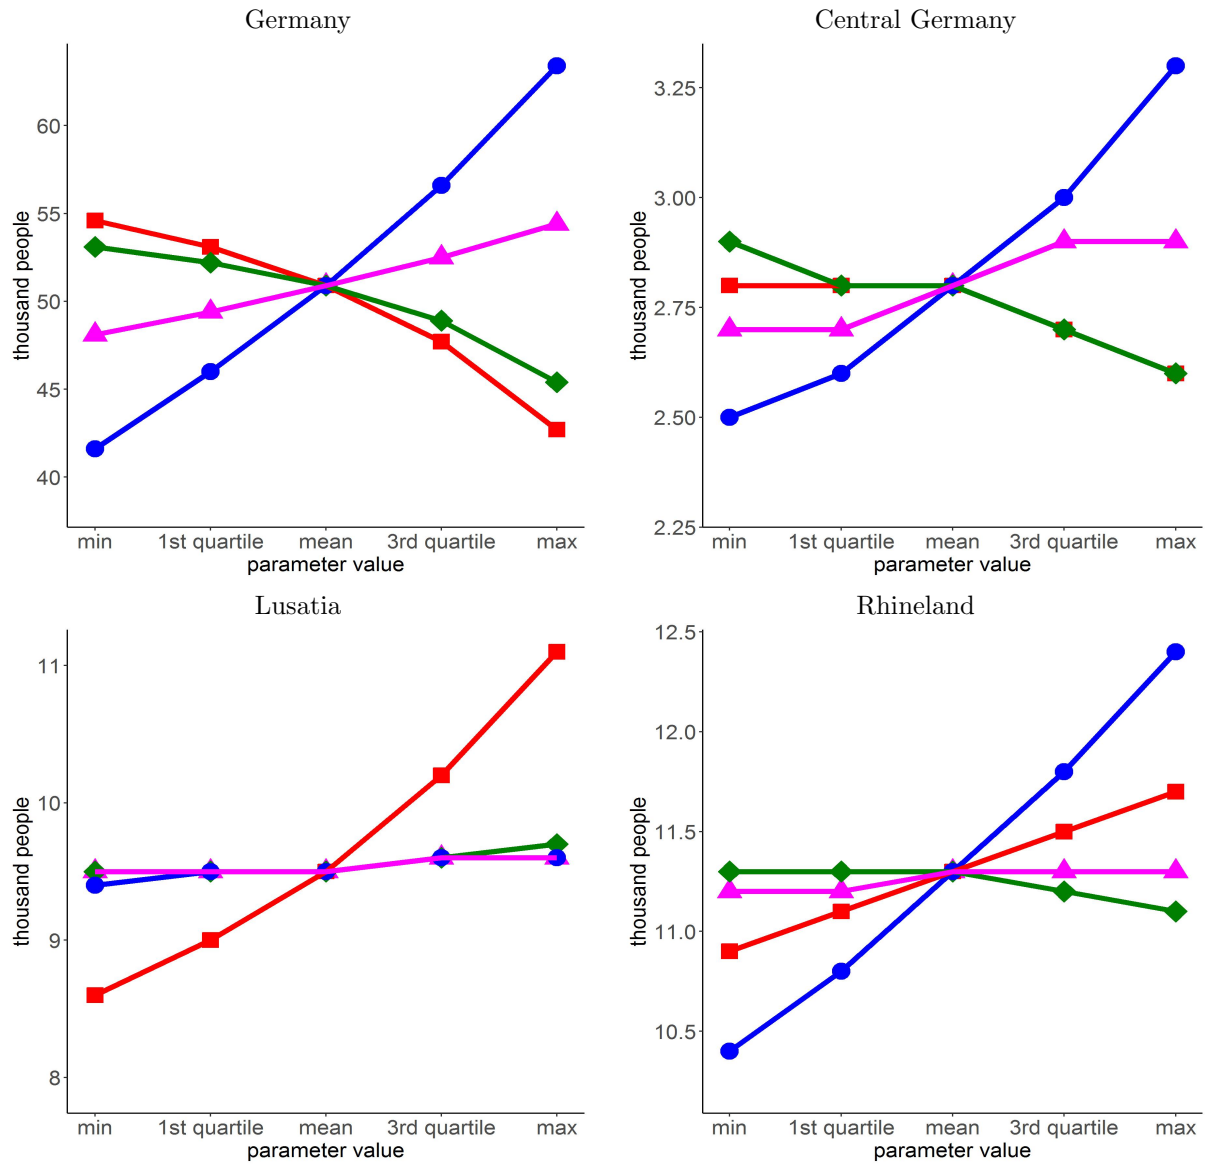 Germany
thousand people
60
55
50
45
40
min 1st quartile mean 3rd quartile max
parameter value
Central Germany
thousand people
3.25
3.00
2.75
2.50
2.25
min 1st quartile mean 3rd quartile max
parameter value
Lusatia
thousand people
11
10
9
8
min 1st quartile mean 3rd quartile max
parameter value
Rhineland
thousand people
12.5
12.0
11.5
11.0
10.5
min 1st quartile mean 3rd quartile max
parameter value